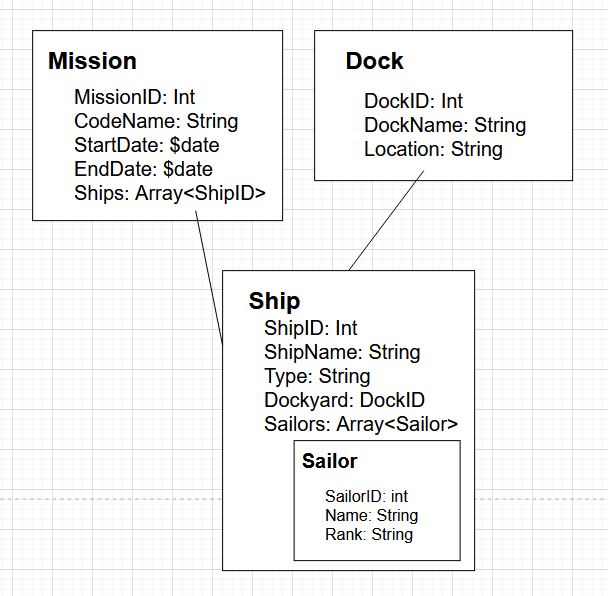 Mission
MissionID: Int
CodeName: String
StartDate: $date
EndDate: $date
Ships: Array<ShipID>
Dock
DockID: Int
DockName: String
Location: String
Ship
ShipID: Int
ShipName: String
Type: String
Dockyard: DockID
Sailors: Array<Sailor>
Sailor
SailorID: int
Name: String
Rank: String